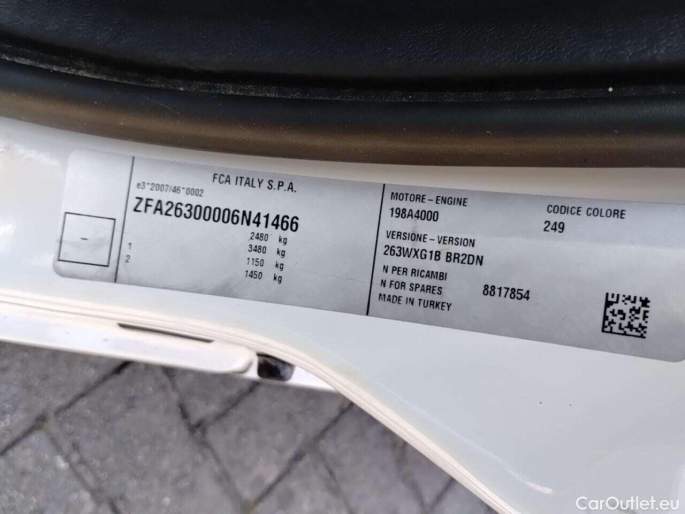 FCA ITALY S.P.A.
e3*2007/46*0002
ZFA26300006N41466
-
2480 kg
1 3480 kg
2 1150 kg
1450 kg
MOTORE - ENGINE
198A4000
CODICE COLORE
249
VERSIONE - VERSION
263WXG1B BR2DN
N PER RICAMBI
N FOR SPARES 8817854
MADE IN TURKEY
CarOutlet.eu